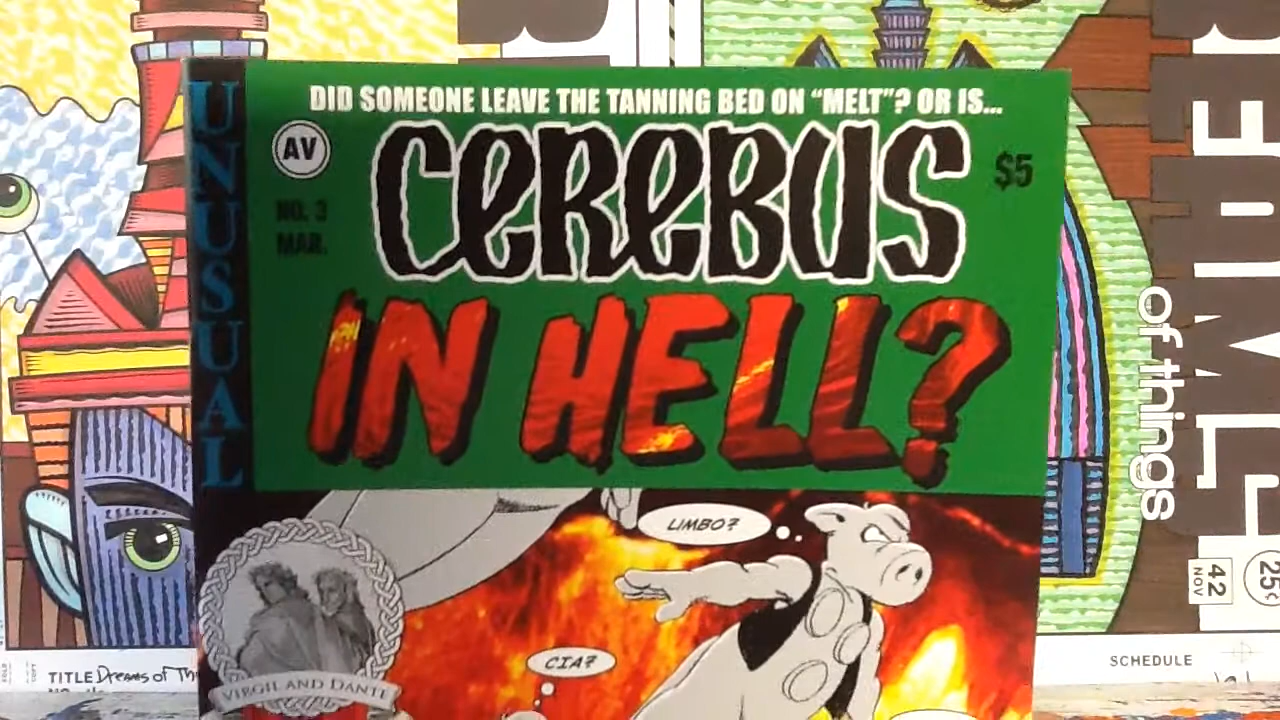 DID SOMEONE LEAVE THE TANNING BED ON “MELT”? OR IS...
UNUSUAL
AV
CEREBUS
$5
NO. 3
MAR.
IN HELL?
LIMBO?
CIA?
VIRGIL AND DANTE
of things
42
NOV
25¢
SCHEDULE
TITLE Dreams of Th